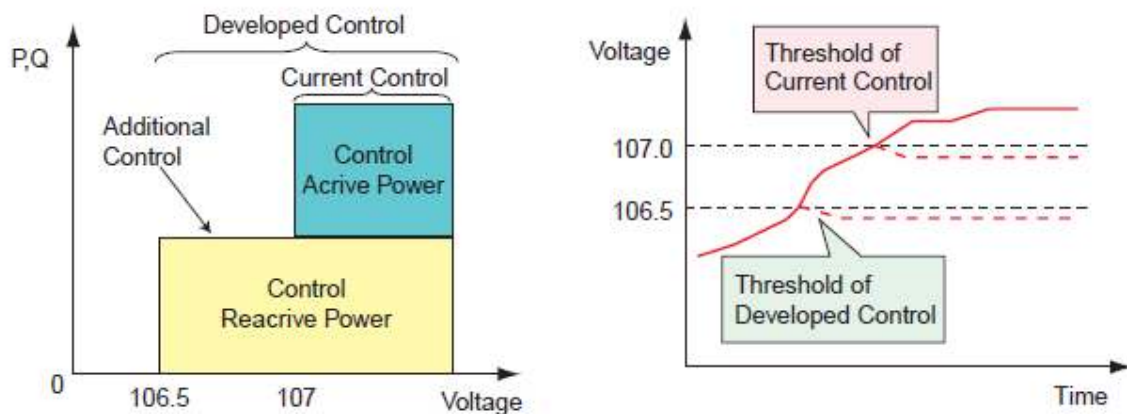 Developed Control
P,Q
Current Control
Additional
Control
Control
Acrive Power
Control
Reacrive Power
0
106.5
107
Voltage
Voltage
Threshold of
Current Control
107.0
106.5
Threshold of
Developed Control
Time